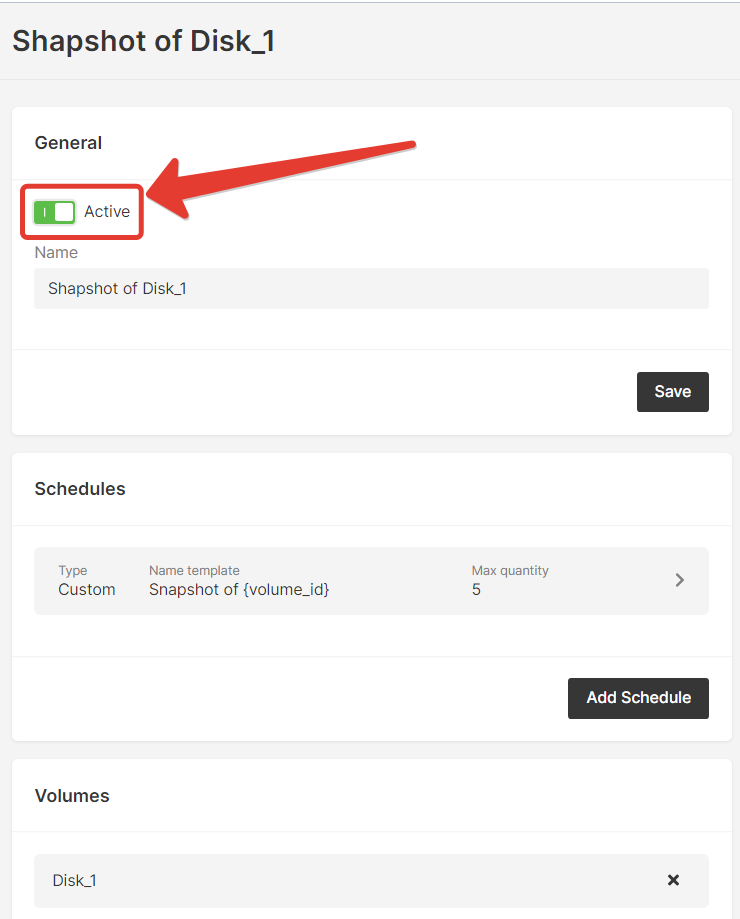 Shapshot of Disk_1
General
Active
Name
Shapshot of Disk_1
Save
Schedules
Type Name template Max quantity
Custom Snapshot of {volume_id} 5
Add Schedule
Volumes
Disk_1